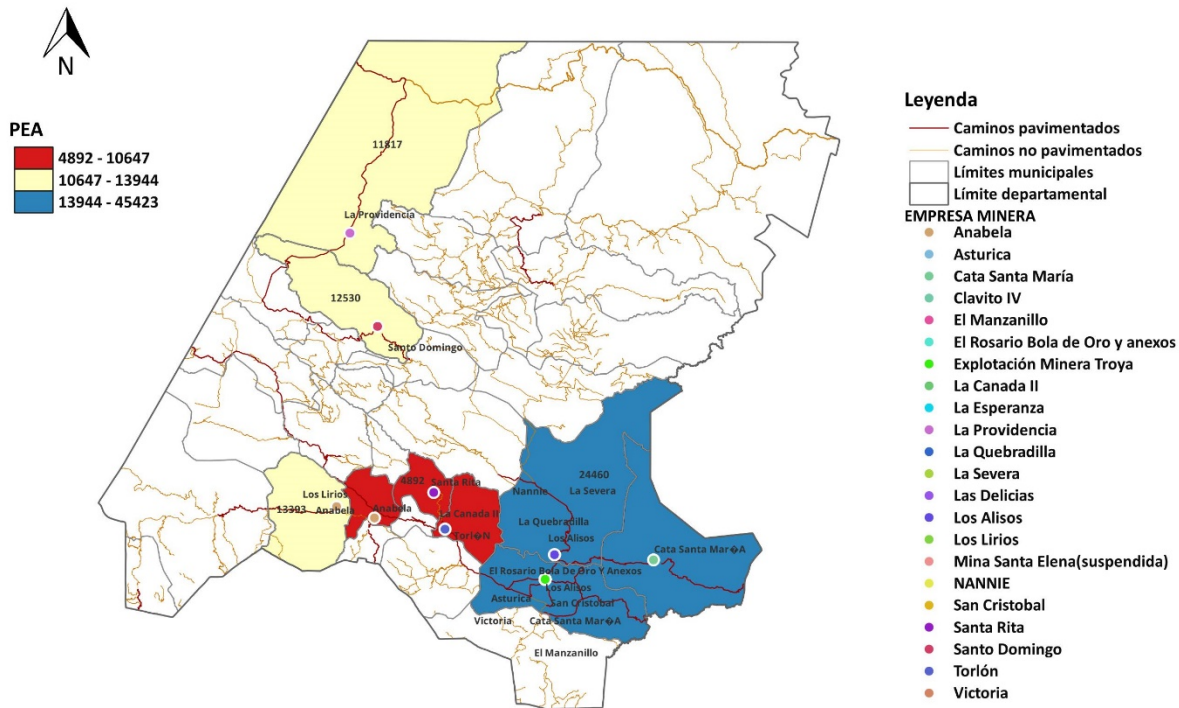 N
PEA
4892 - 10647
10647 - 13944
13944 - 45423
11817
La Providencia
12530
Santo Domingo
24460
4892
Santa Rita
Nannie
La Severa
Los Lirios
13393
Anabela
Anabela
La Canada II
Tori�N
La Quebradilla
Los Alisos
Cata Santa Mar�A
El Rosario Bola De Oro Y Anexos
Los Alisos
Asturica
San Cristobal
Victoria
Cata Santa Mar�A
El Manzanillo
Leyenda
Caminos pavimentados
Caminos no pavimentados
Límites municipales
Límite departamental
EMPRESA MINERA
Anabela
Asturica
Cata Santa María
Clavito IV
El Manzanillo
El Rosario Bola de Oro y anexos
Explotación Minera Troya
La Canada II
La Esperanza
La Providencia
La Quebradilla
La Severa
Las Delicias
Los Alisos
Los Lirios
Mina Santa Elena(suspendida)
NANNIE
San Cristobal
Santa Rita
Santo Domingo
Torlón
Victoria